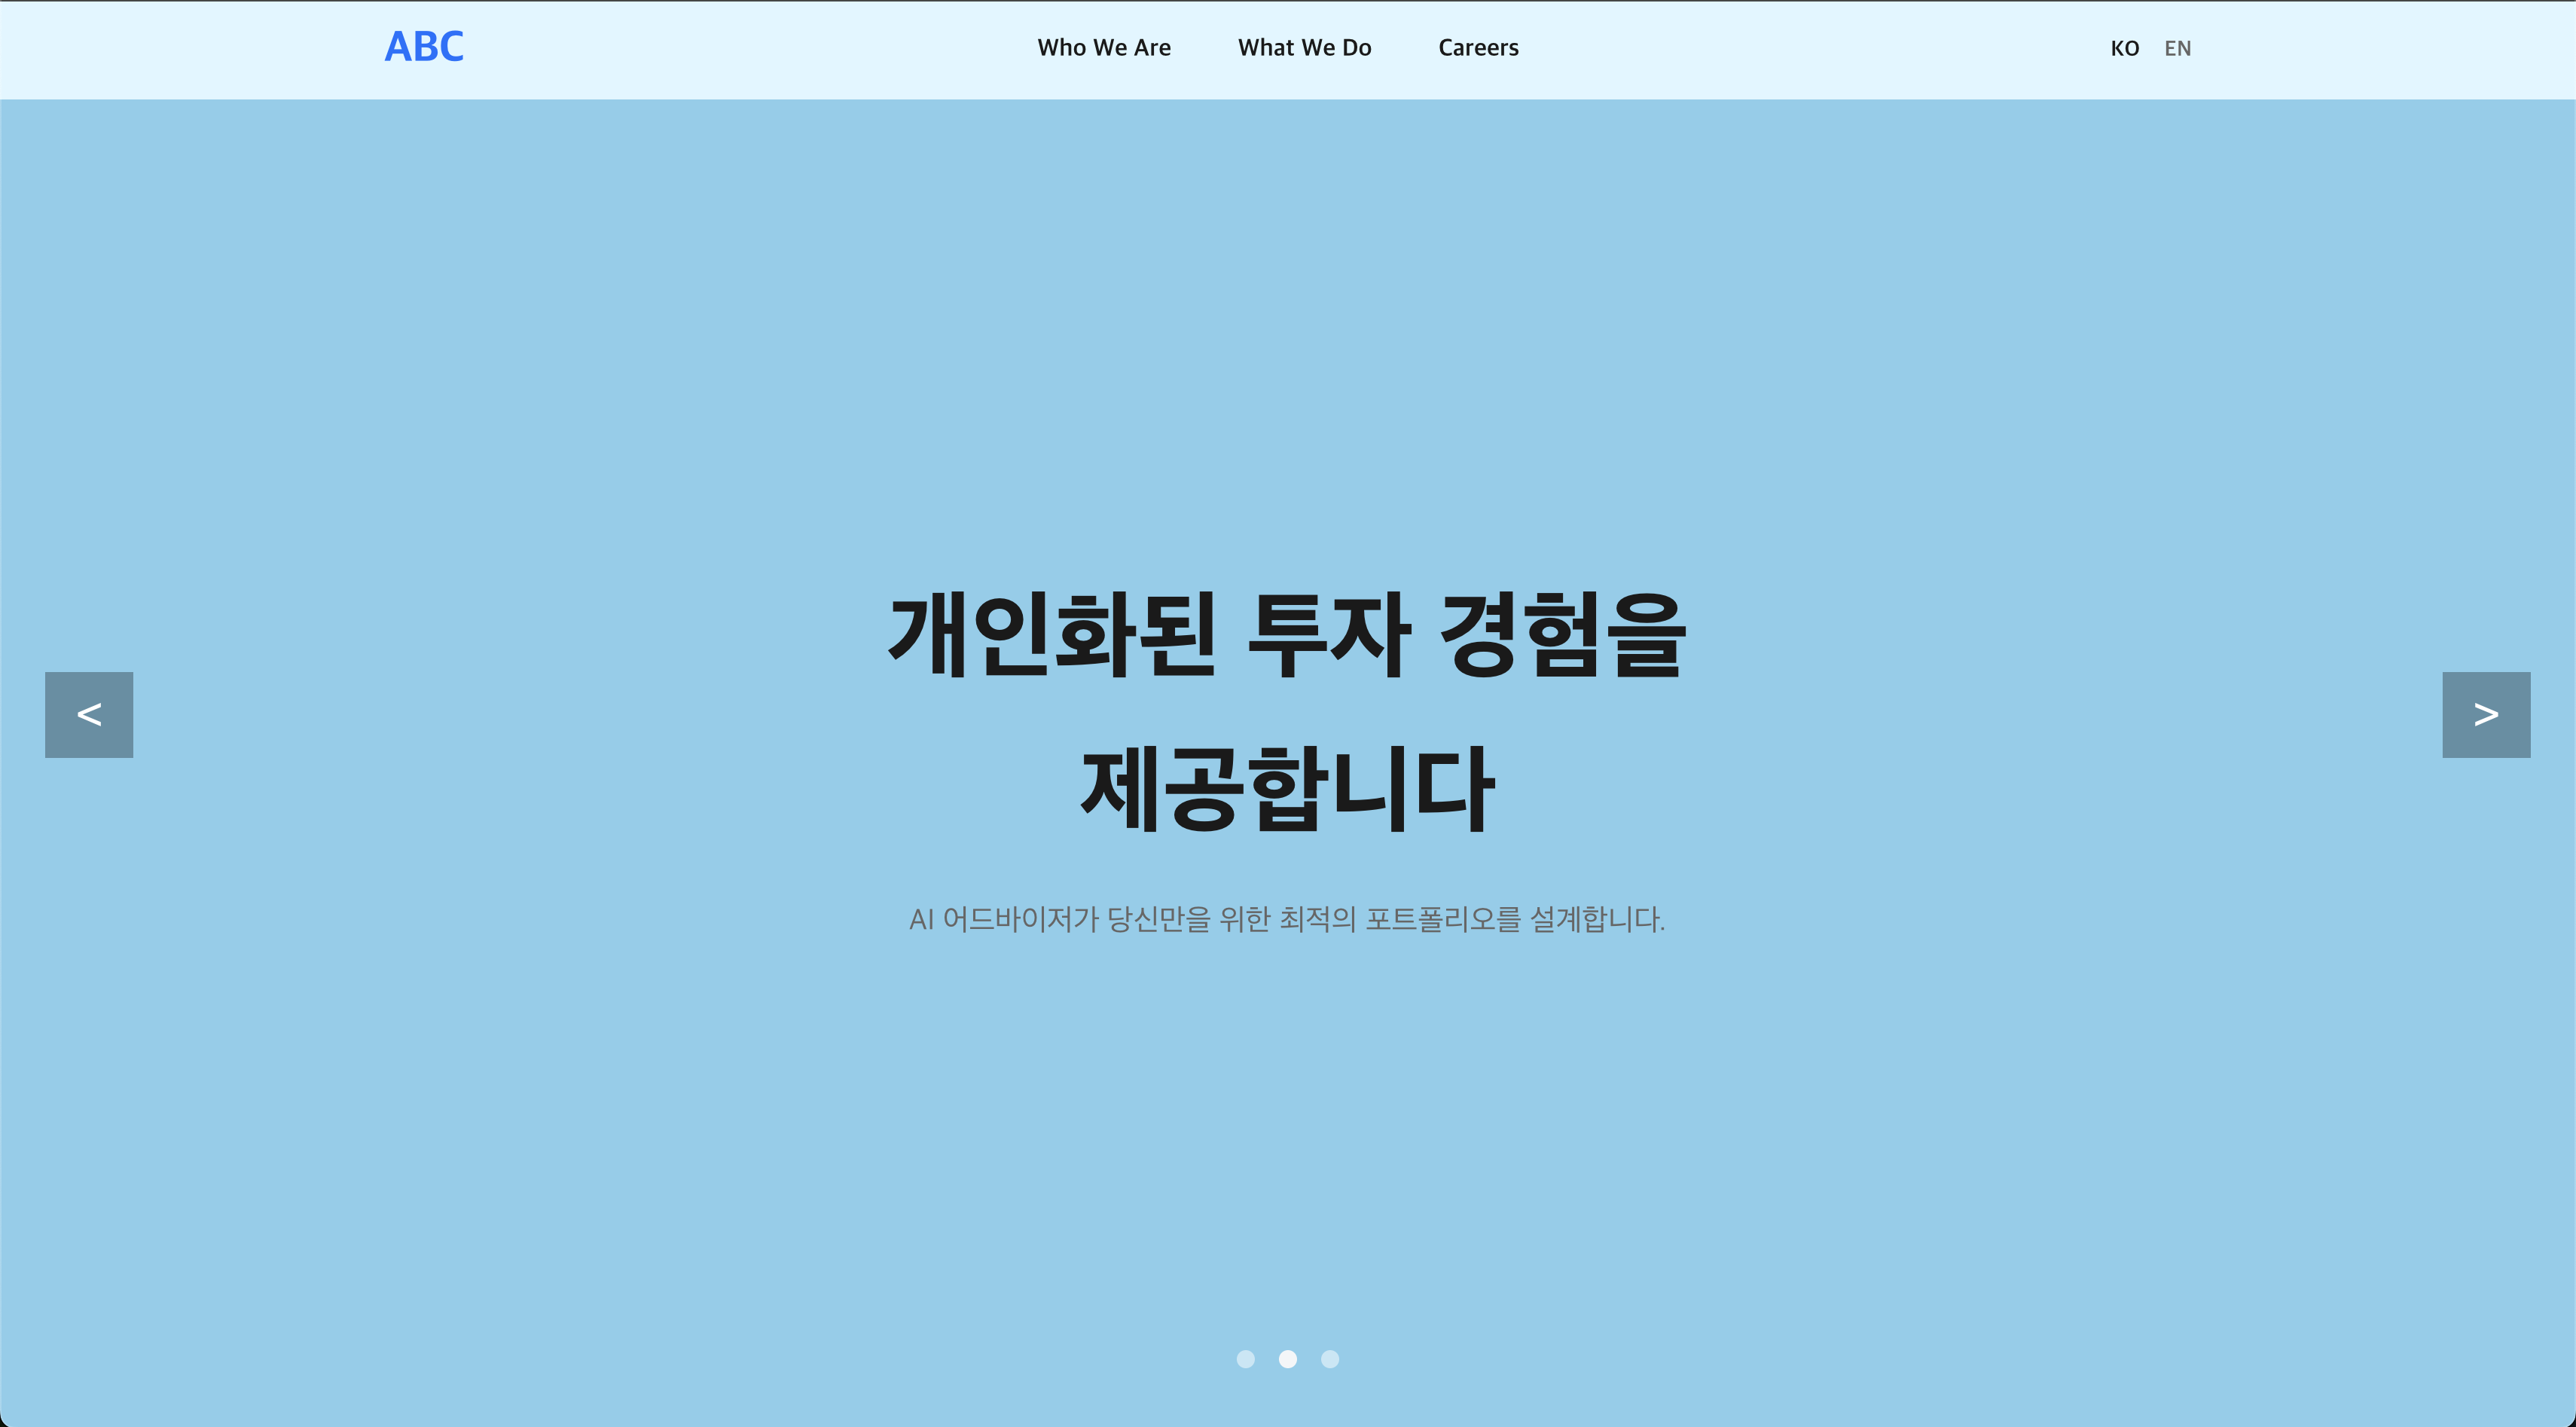 ABC
Who We Are
What We Do
Careers
KO
EN
개인화된 투자 경험을
제공합니다
<
>
AI 어드바이저가 당신만을 위한 최적의 포트폴리오를 설계합니다.